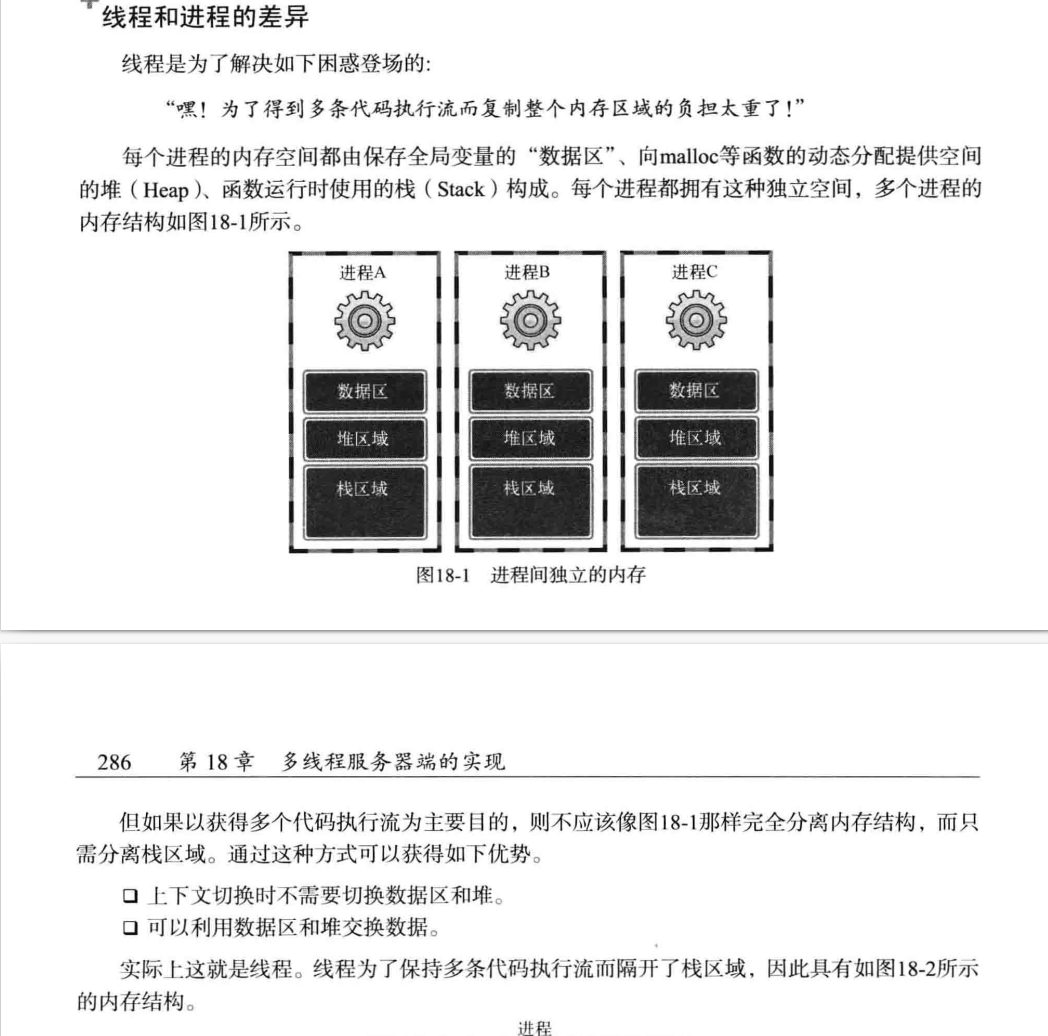 线程和进程的差异
线程是为了解决如下困惑登场的:
“嘿！为了得到多条代码执行流而复制整个内存区域的负担太重了！”
每个进程的内存空间都由保存全局变量的“数据区”、向malloc等函数的动态分配提供空间
的堆（Heap）、函数运行时使用的栈（Stack）构成。每个进程都拥有这种独立空间，多个进程的
内存结构如图18-1所示。
进程A 进程B 进程C
数据区 数据区 数据区
堆区域 堆区域 堆区域
栈区域 栈区域 栈区域
图18-1 进程间独立的内存
286 第 18 章 多线程服务器端的实现
但如果以获得多个代码执行流为主要目的，则不应该像图18-1那样完全分离内存结构，而只
需分离栈区域。通过这种方式可以获得如下优势。
❑ 上下文切换时不需要切换数据区和堆。
❑ 可以利用数据区和堆交换数据。
实际上这就是线程。线程为了保持多条代码执行流而隔开了栈区域，因此具有如图18-2所示
的内存结构。
进程